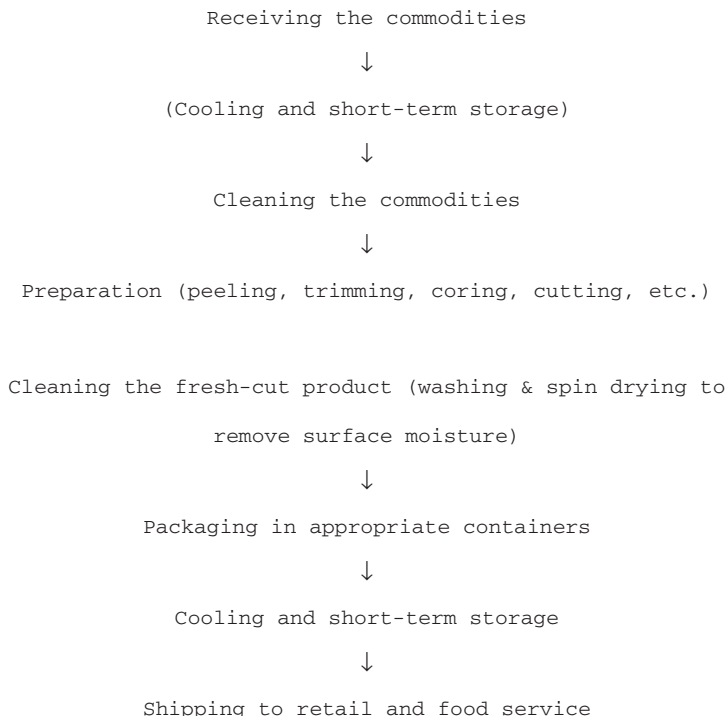 Receiving the commodities
↓
(Cooling and short-term storage)
↓
Cleaning the commodities
↓
Preparation (peeling, trimming, coring, cutting, etc.)
Cleaning the fresh-cut product (washing & spin drying to
remove surface moisture)
↓
Packaging in appropriate containers
↓
Cooling and short-term storage
↓
Shipping to retail and food service